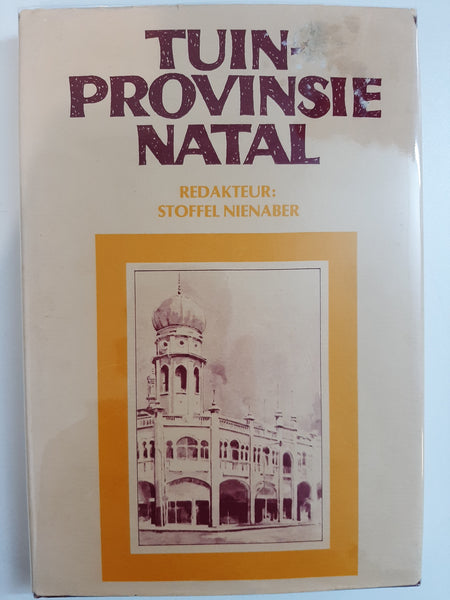 TUIN-
PROVINSIE
NATAL
REDAKTEUR:
STOFFEL NIENABER